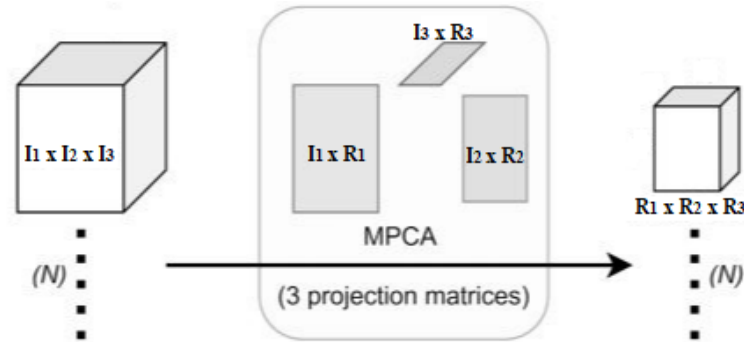 I3 x R3
I1 x I2 x I3
I1 x R1
I2 x R2
R1 x R2 x R3
MPCA
(N)
(3 projection matrices)
(N)